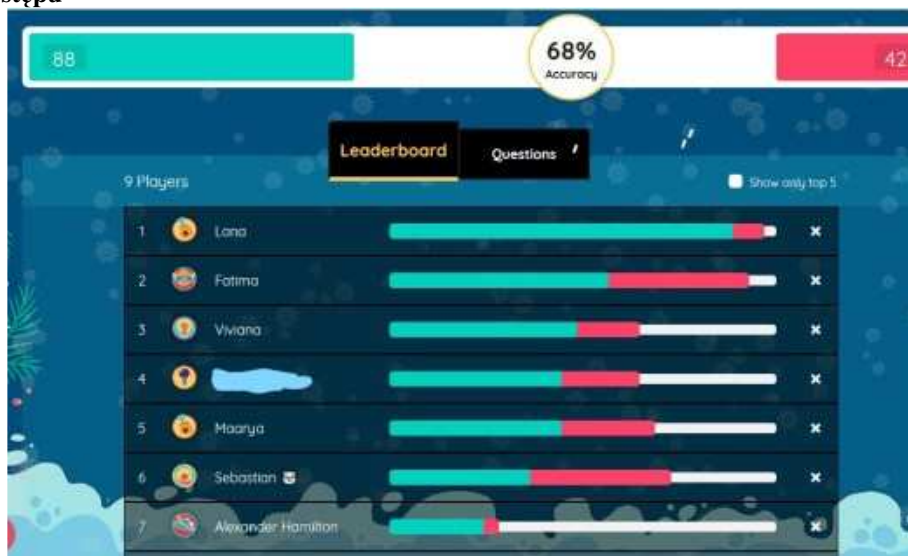 88
68%
Accuracy
42
Leaderboard
Questions
9 Players
Show only top 5
1 Lana
2 Fatima
3 Viviana
4
5 Maarya
6 Sebastian
7 Alexander Hamilton